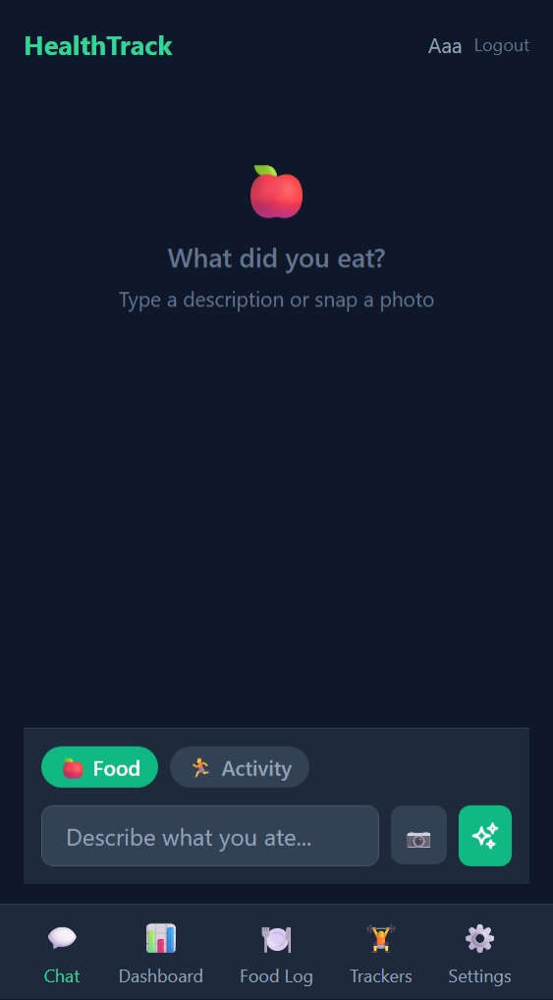 HealthTrack
Aaa Logout
What did you eat?
Type a description or snap a photo
Food Activity
Describe what you ate...
Chat Dashboard Food Log Trackers Settings